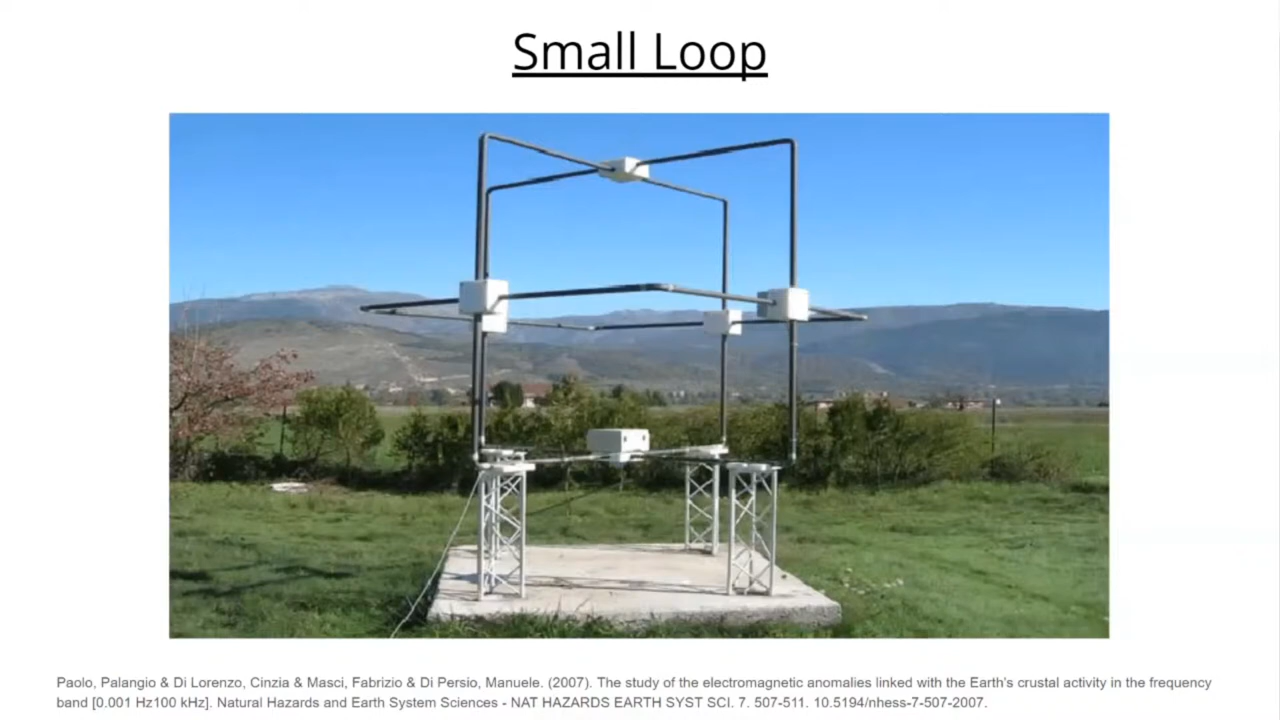 Small Loop
Paolo, Palangio & Di Lorenzo, Cinzia & Masci, Fabrizio & Di Persio, Manuele. (2007). The study of the electromagnetic anomalies linked with the Earth's crustal activity in the frequency
band [0.001 Hz100 kHz]. Natural Hazards and Earth System Sciences - NAT HAZARDS EARTH SYST SCI. 7. 507-511. 10.5194/nhess-7-507-2007.